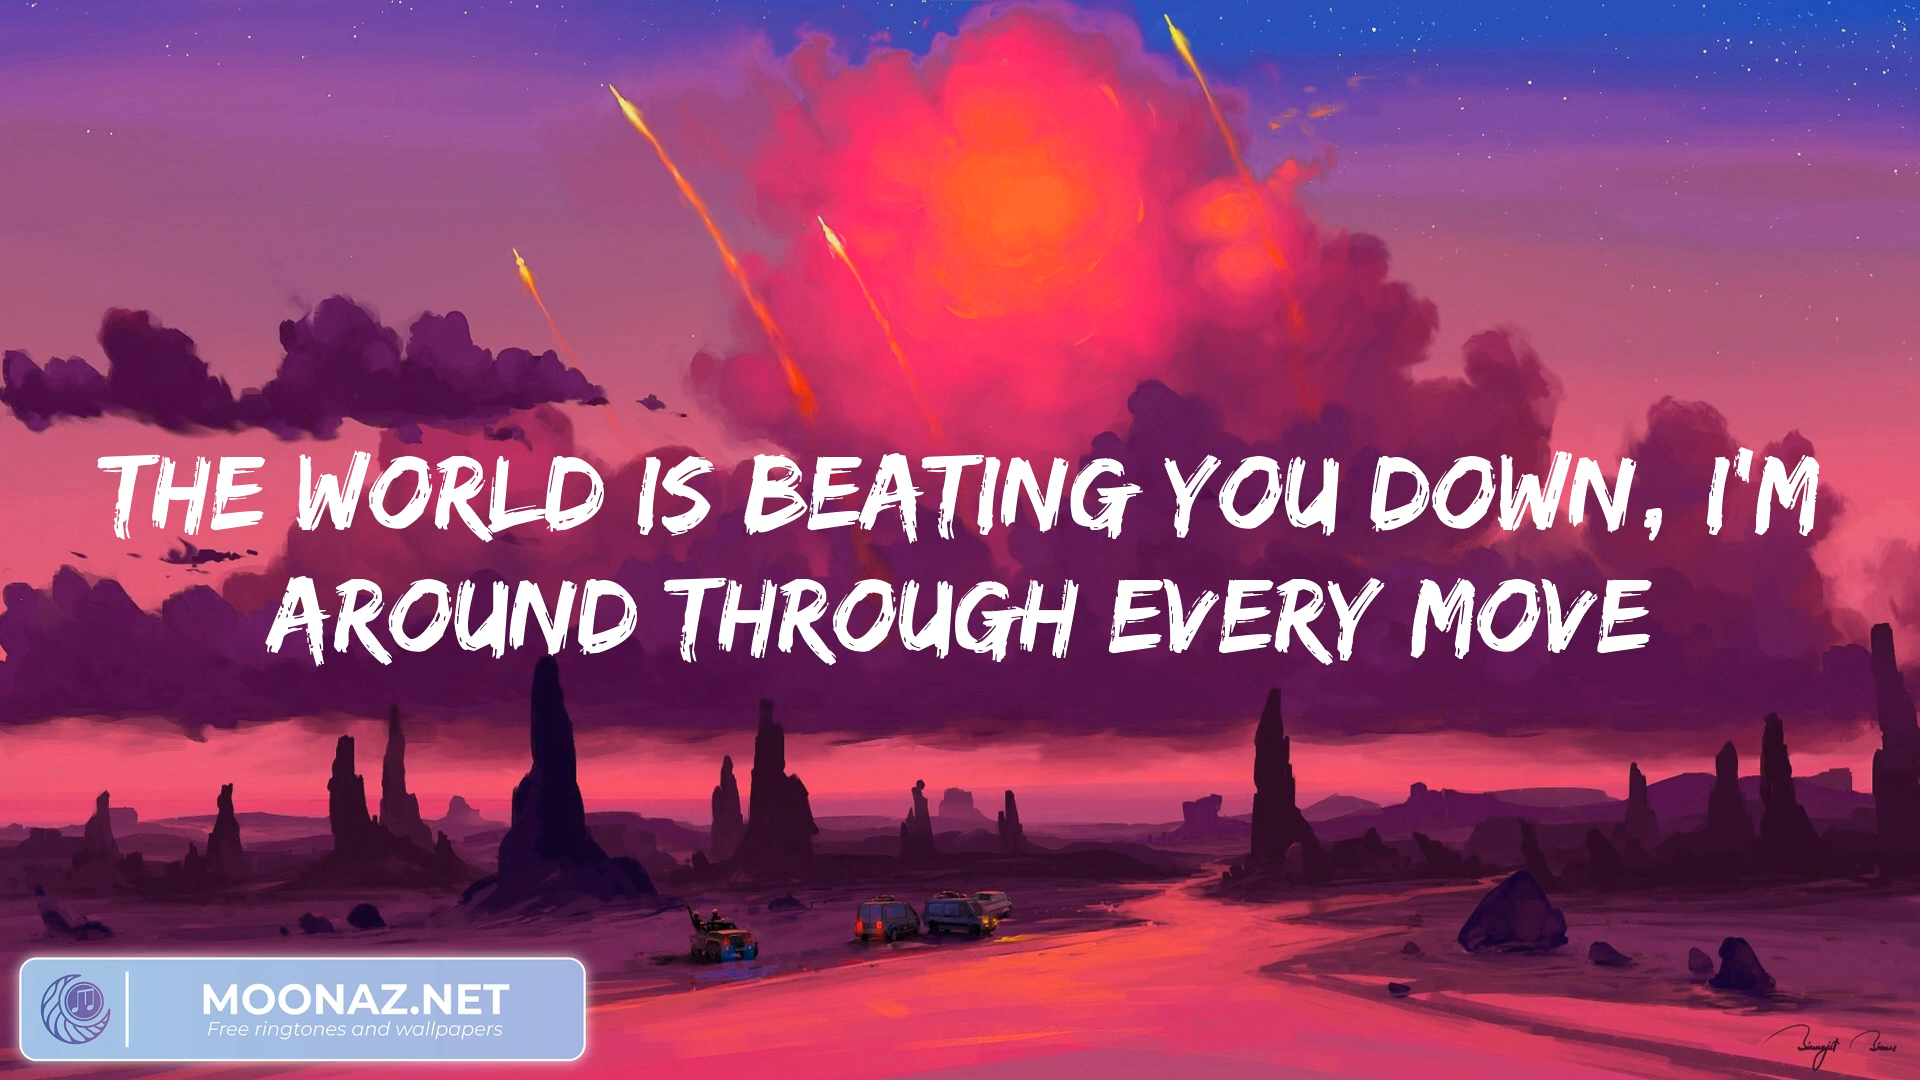 THE WORLD IS BEATING YOU DOWN, I'M
AROUND THROUGH EVERY MOVE
MOONAZ.NET
Free ringtones and wallpapers